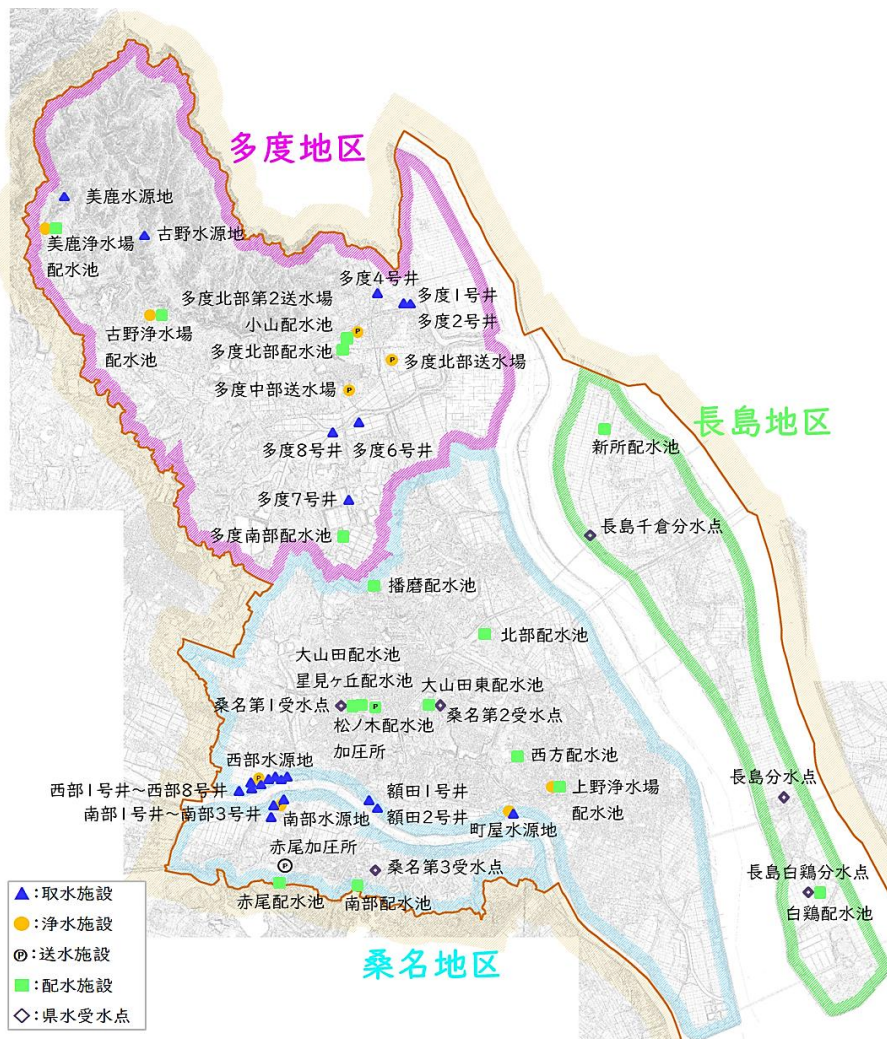 多度地区
美鹿水源地
古野水源地
美鹿浄水場
配水池
多度4号井
多度1号井
多度2号井
多度北部第2送水場
小山配水池
多度北部配水池
古野浄水場
配水池
多度北部送水場
多度中部送水場
長島地区
新所配水池
多度8号井
多度6号井
多度7号井
長島千倉分水点
多度南部配水池
播磨配水池
北部配水池
大山田配水池
星見ヶ丘配水池
大山田東配水池
桑名第1受水点
桑名第2受水点
松ノ木配水池
加圧所
西部水源地
西方配水池
西部1号井~西部8号井
額田1号井
上野浄水場
配水池
長島分水点
南部1号井~南部3号井
南部水源地
額田2号井
町屋水源地
赤尾加圧所
桑名第3受水点
長島白鶏分水点
白鶏配水池
赤尾配水池
南部配水池
桑名地区
:取水施設
:浄水施設
P:送水施設
:配水施設
:県水受水点